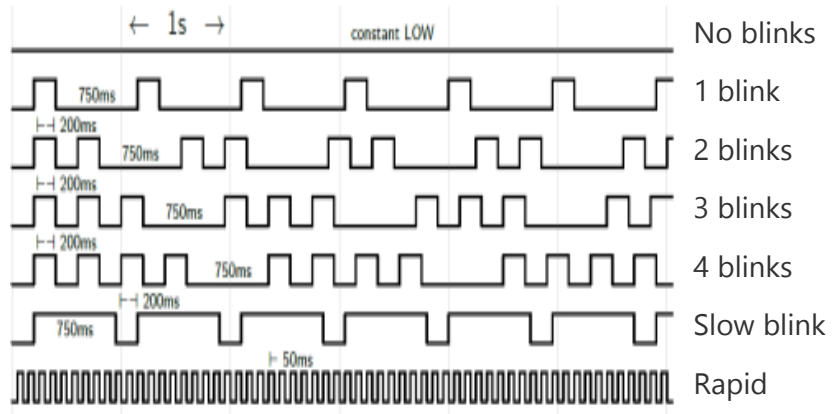 ← 1s →
constant LOW
No blinks
750ms
1 blink
200ms
750ms
2 blinks
200ms
750ms
3 blinks
200ms
750ms
4 blinks
200ms
750ms
Slow blink
50ms
Rapid